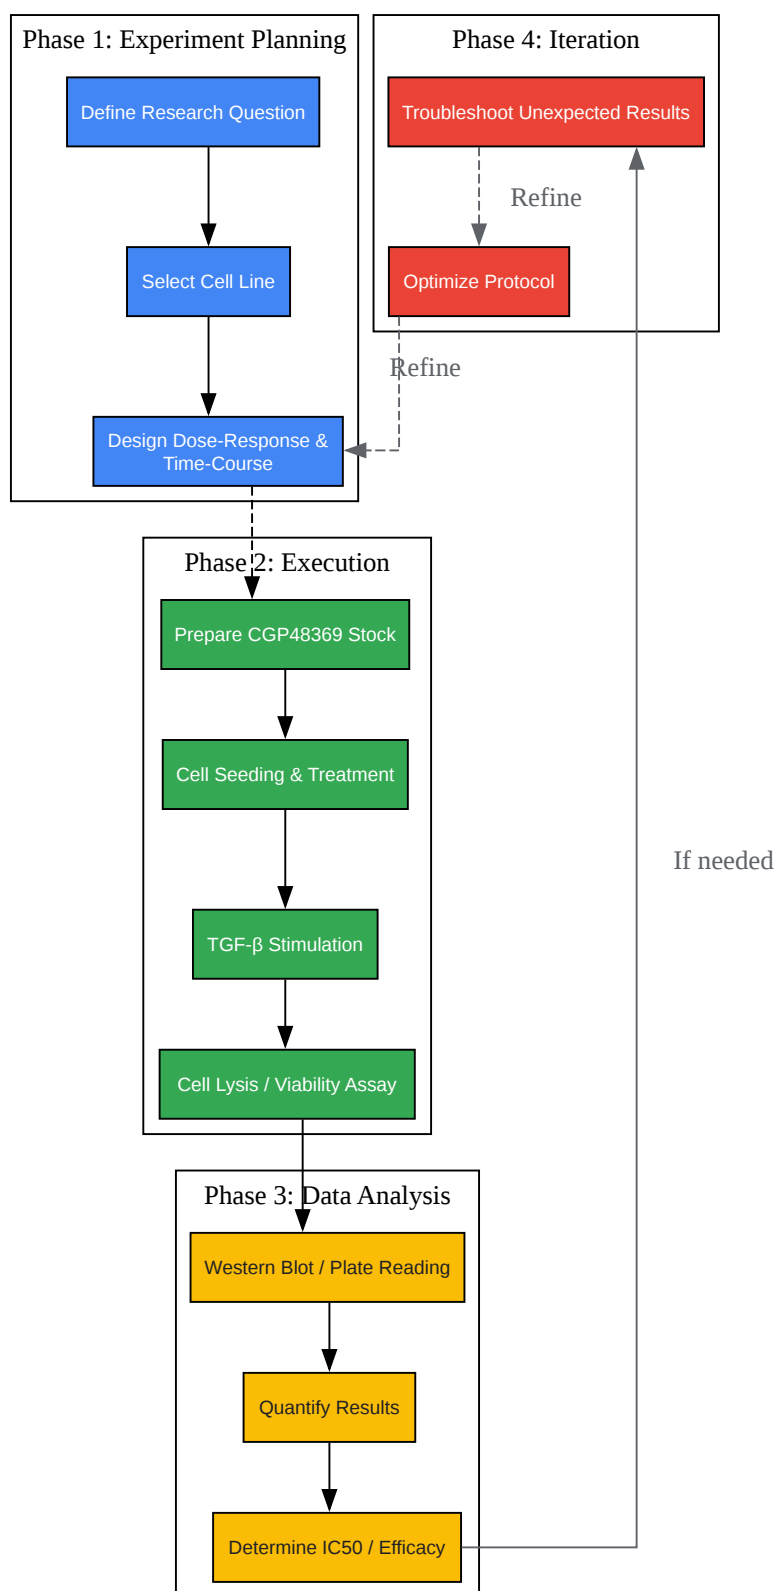 Phase 1: Experiment Planning
Define Research Question
Select Cell Line
Design Dose-Response &
Time-Course
Phase 4: Iteration
Troubleshoot Unexpected Results
Refine
Optimize Protocol
Refine
Phase 2: Execution
Prepare CGP48369 Stock
Cell Seeding & Treatment
TGF-β Stimulation
Cell Lysis / Viability Assay
If needed
Phase 3: Data Analysis
Western Blot / Plate Reading
Quantify Results
Determine IC50 / Efficacy